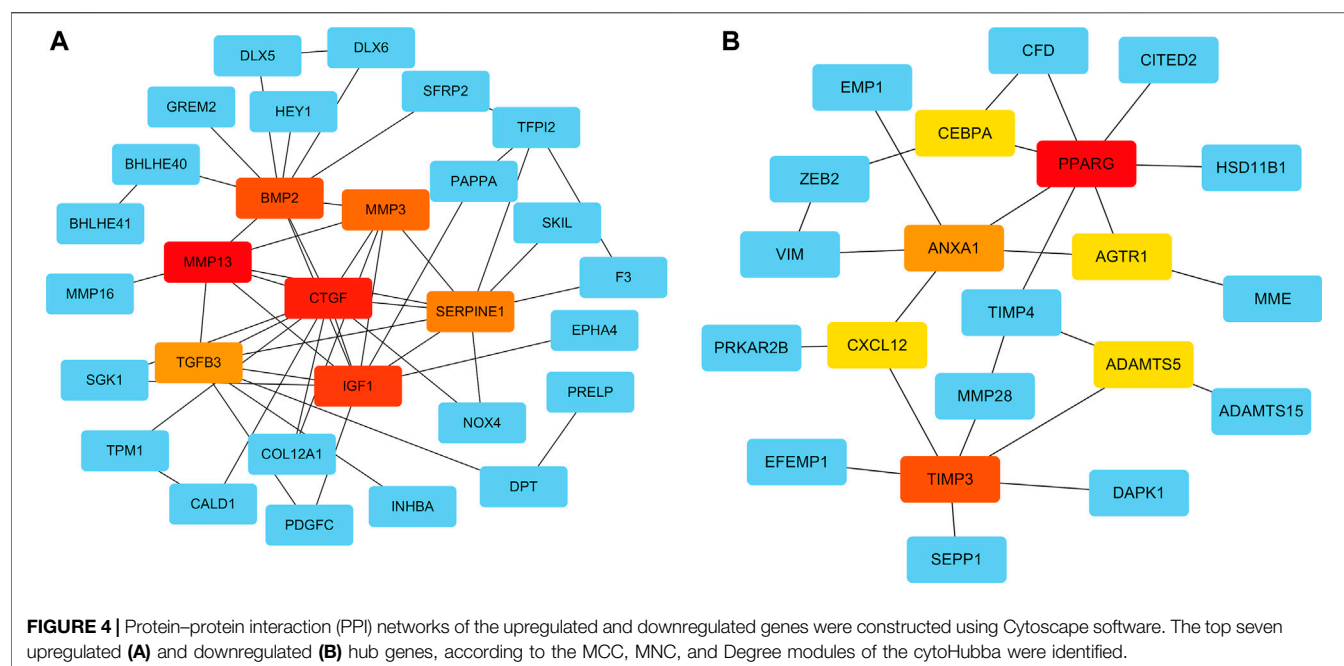 A
DLX5
DLX6
GREM2
HEY1
SFRP2
TFPI2
BHLHE40
PAPPA
BMP2
MMP3
SKIL
BHLHE41
MMP13
F3
MMP16
CTGF
SERPINE1
EPHA4
TGFB3
SGK1
IGF1
PRELP
NOX4
TPM1
COL12A1
DPT
CALD1
INHBA
PDGFC
B
CFD
CITED2
EMP1
CEBPA
PPARG
HSD11B1
ZEB2
VIM
ANXA1
AGTR1
MME
TIMP4
PRKAR2B
CXCL12
ADAMTS5
MMP28
ADAMTS15
EFEMP1
TIMP3
DAPK1
SEPP1
FIGURE 4 | Protein–protein interaction (PPI) networks of the upregulated and downregulated genes were constructed using Cytoscape software. The top seven
upregulated (A) and downregulated (B) hub genes, according to the MCC, MNC, and Degree modules of the cytoHubba were identified.